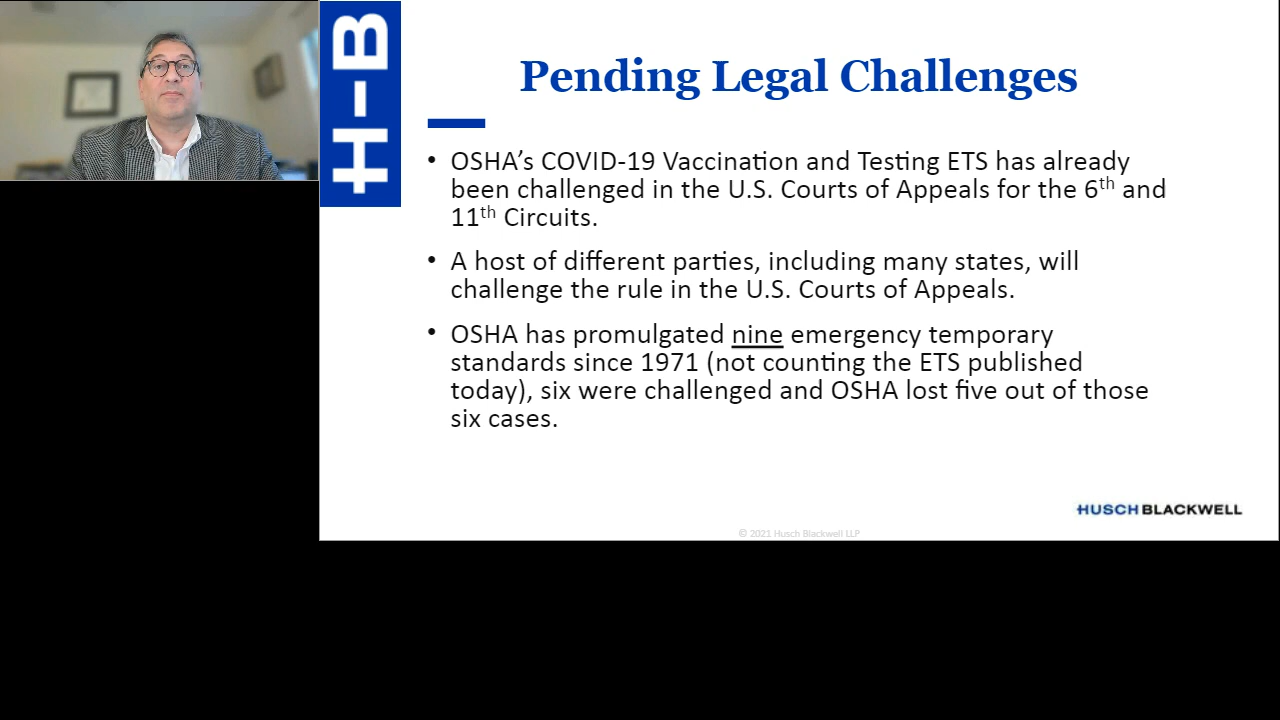 H-B
Pending Legal Challenges
• OSHA’s COVID-19 Vaccination and Testing ETS has already
been challenged in the U.S. Courts of Appeals for the 6th and
11th Circuits.
• A host of different parties, including many states, will
challenge the rule in the U.S. Courts of Appeals.
• OSHA has promulgated nine emergency temporary
standards since 1971 (not counting the ETS published
today), six were challenged and OSHA lost five out of those
six cases.
HUSCH BLACKWELL
© 2021 Husch Blackwell LLP